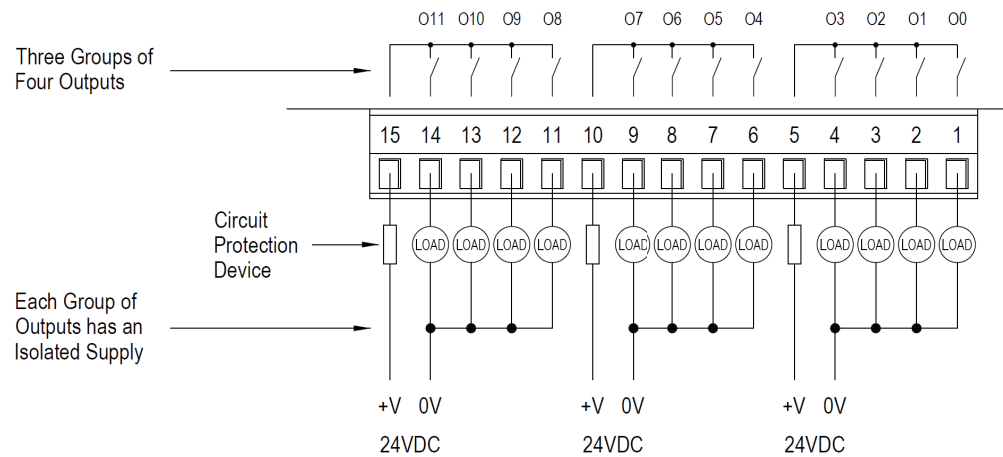 O11 O10 O9 O8 O7 O6 O5 O4 O3 O2 O1 O0
Three Groups of
Four Outputs
15 14 13 12 11 10 9 8 7 6 5 4 3 2 1
Circuit
Protection
Device
LOAD LOAD LOAD LOAD LOAD LOAD LOAD LOAD LOAD LOAD LOAD LOAD
Each Group of
Outputs has an
Isolated Supply
+V 0V +V 0V +V 0V
24VDC 24VDC 24VDC